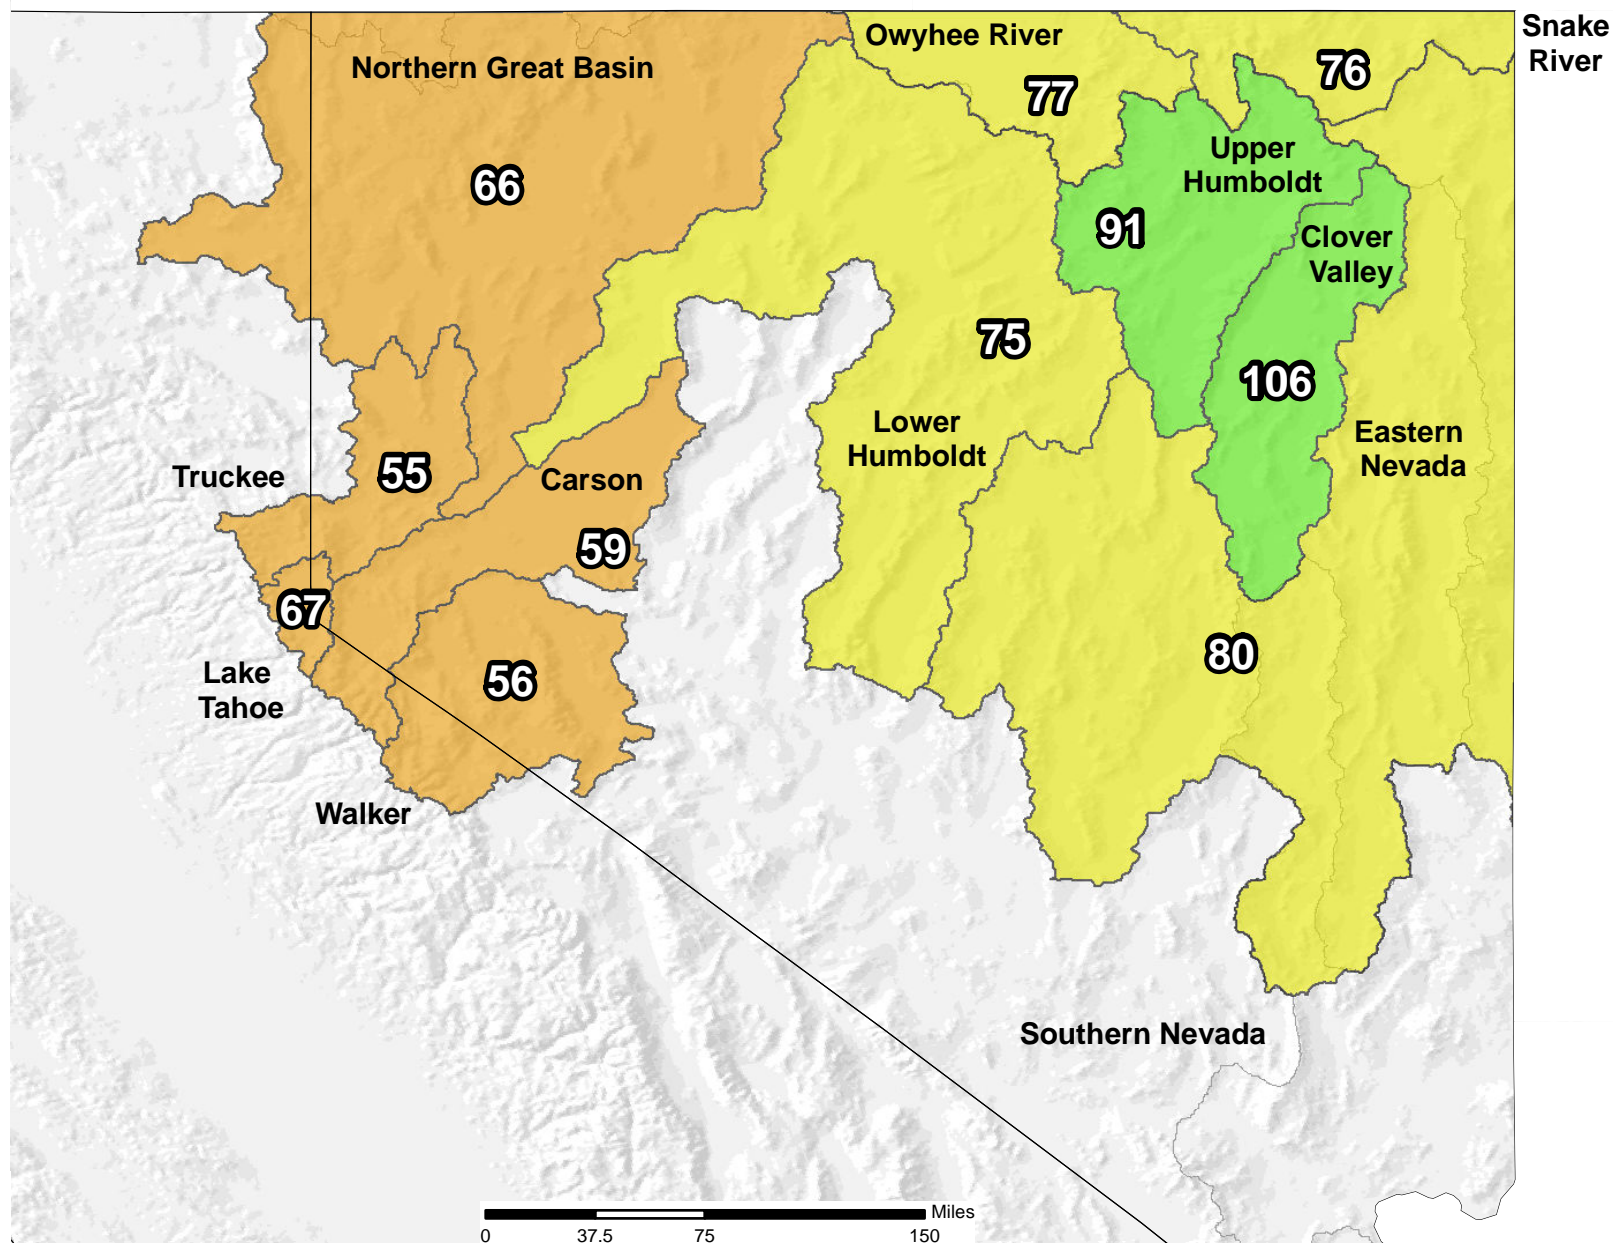 Owyhee River
Snake
River
Northern Great Basin
76
77
Upper
Humboldt
66
91
Clover
Valley
75
106
Lower
Humboldt
Eastern
Nevada
Truckee
55
Carson
59
67
80
Lake
Tahoe
56
Walker
Southern Nevada
Miles
0 37.5 75 150